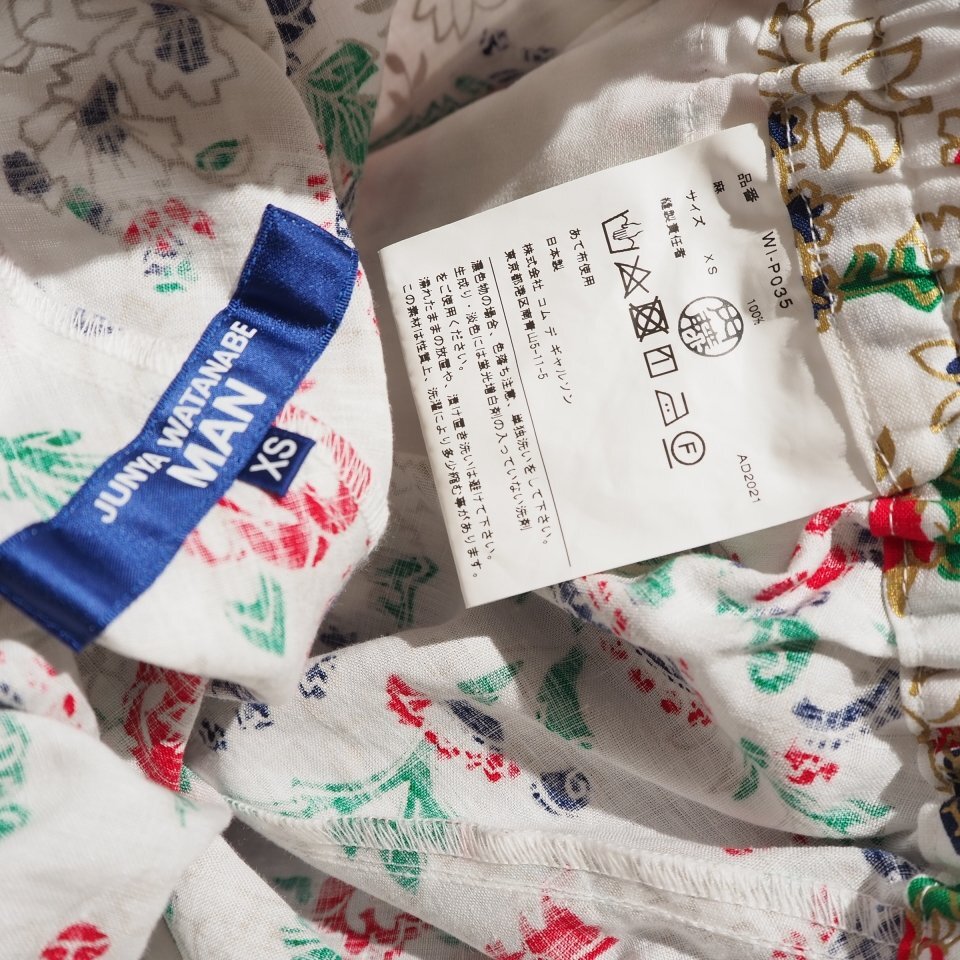 JUNYA WATANABE
MAN
XS
品番 WI-P035
麻 100%
サイズ XS
縫製責任者 内藤
あて布使用
日本製
株式会社 コム デ ギャルソン
東京都港区南青山5-11-5
AD2021
濃色物の場合、色落ち注意、単独洗いをして下さい。
生成り、淡色には蛍光増白剤の入っていない洗剤
をご使用ください。
濡れたままの放置や、漬け置き洗いは避けて下さい。
この素材は性質上、洗濯により多少縮む事があります。
F